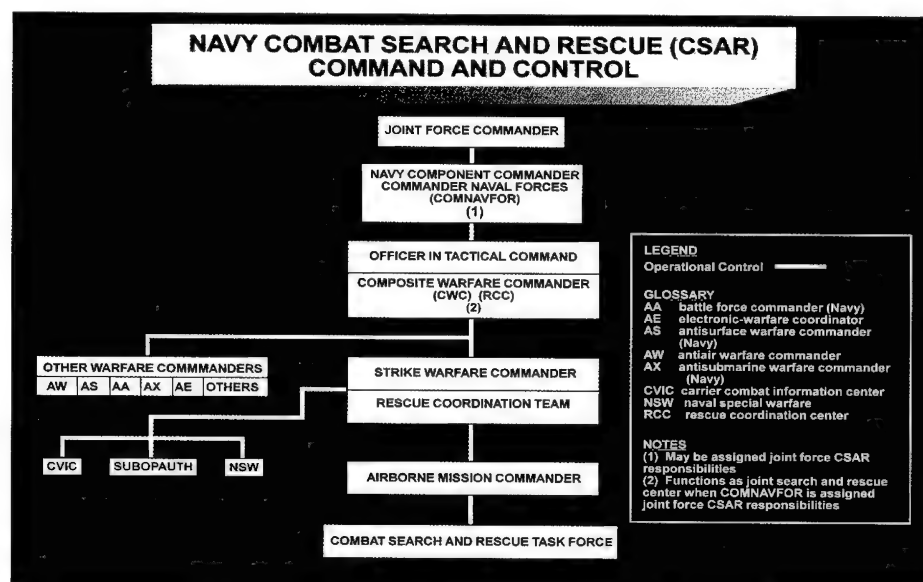 NAVY COMBAT SEARCH AND RESCUE (CSAR)
COMMAND AND CONTROL
JOINT FORCE COMMANDER
NAVY COMPONENT COMMANDER
COMMANDER NAVAL FORCES
(COMNAVFOR)
(1)
OFFICER IN TACTICAL COMMAND
COMPOSITE WARFARE COMMANDER
(CWC) (RCC)
(2)
OTHER WARFARE COMMMANDERS
AW AS AA AX AE OTHERS
STRIKE WARFARE COMMANDER
RESCUE COORDINATION TEAM
CVIC
SUBOPAUTH
NSW
AIRBORNE MISSION COMMANDER
COMBAT SEARCH AND RESCUE TASK FORCE
LEGEND
Operational Control
GLOSSARY
AA battle force commander (Navy)
AE electronic-warfare coordinator
AS antisurface warfare commander
(Navy)
AW antiair warfare commander
AX antisubmarine warfare commander
(Navy)
CVIC carrier combat information center
NSW naval special warfare
RCC rescue coordination center
NOTES
(1) May be assigned joint force CSAR
responsibilities
(2) Functions as joint search and rescue
center when COMNAVFOR is assigned
joint force CSAR responsibilities